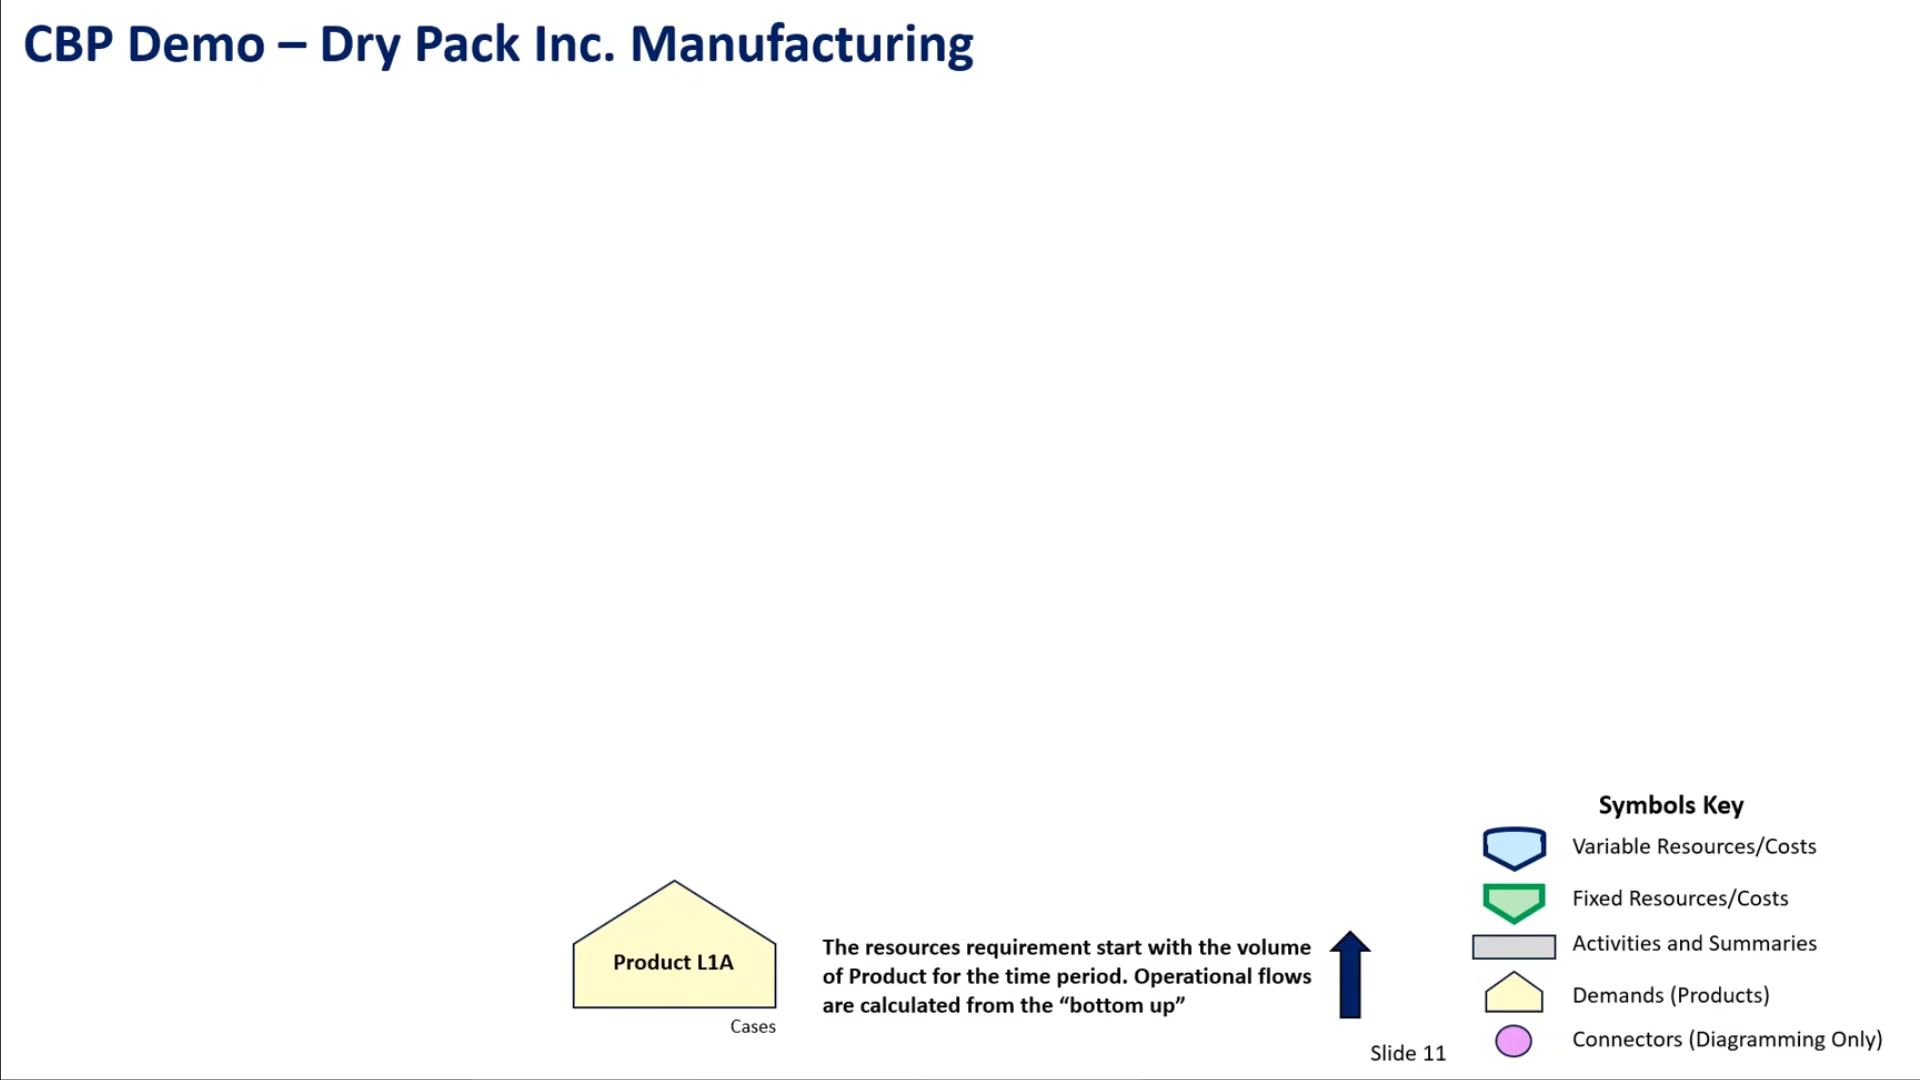 CBP Demo – Dry Pack Inc. Manufacturing
Product L1A
Cases
The resources requirement start with the volume
of Product for the time period. Operational flows
are calculated from the “bottom up”
Slide 11
Symbols Key
Variable Resources/Costs
Fixed Resources/Costs
Activities and Summaries
Demands (Products)
Connectors (Diagramming Only)